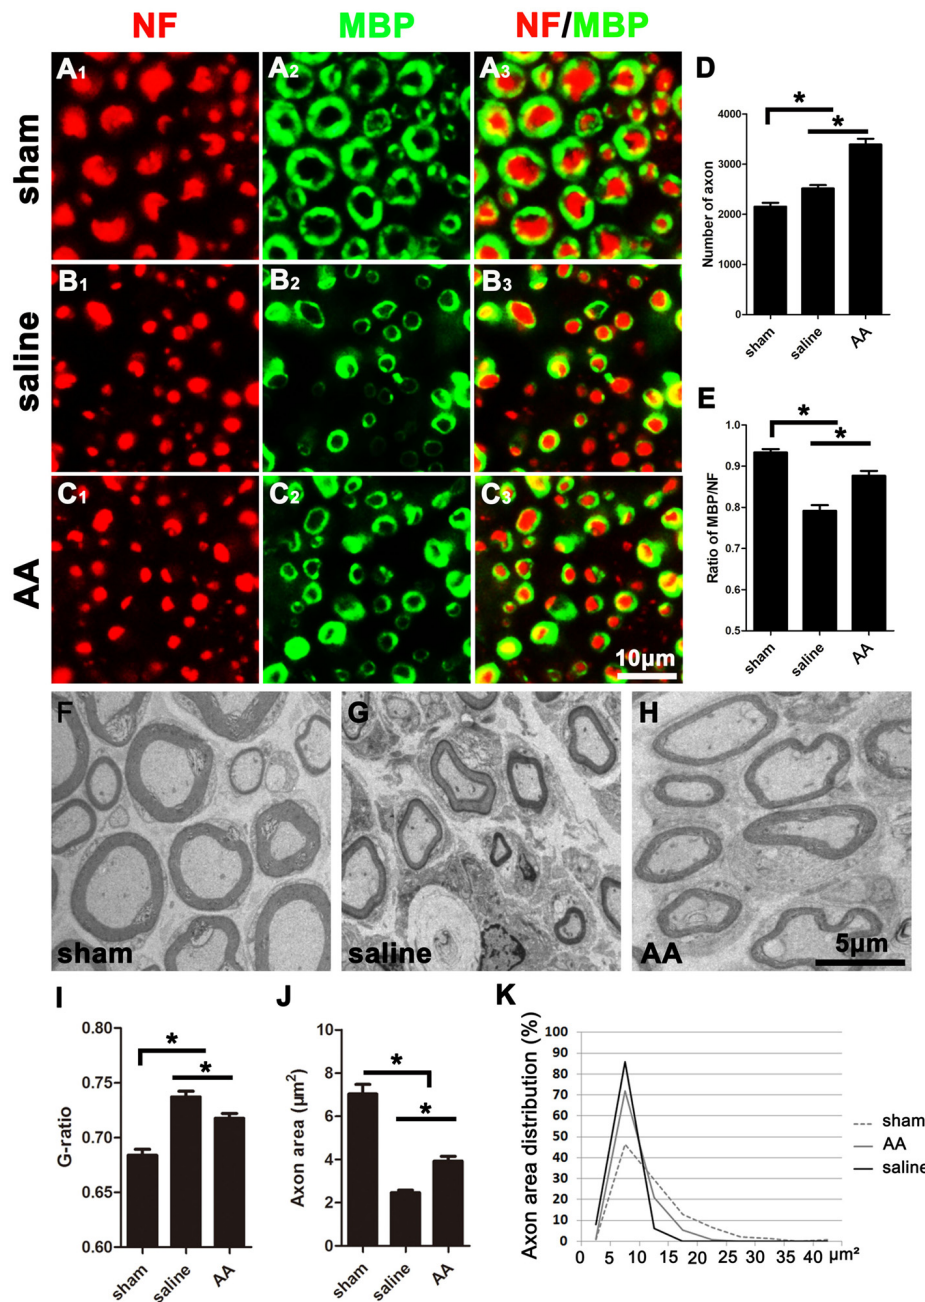 NF MBP NF/MBP
A1 A2 A3
sham
B1 B2 B3
saline
C1 C2 C3
AA
10μm
D
* *
Number of axon
4000
3000
2000
1000
0
sham saline AA
E
* *
Ratio of MBP/NF
1.0
0.9
0.8
0.7
0.6
0.5
sham saline AA
F G H
sham saline AA 5μm
I
* *
G-ratio
0.80
0.75
0.70
0.65
0.60
sham saline AA
J
* *
Axon area (μm²)
10
8
6
4
2
0
sham saline AA
K
Axon area distribution (%)
100
90
80
70
60
50
40
30
20
10
0
0 5 10 15 20 25 30 35 40 μm²
sham
AA
saline